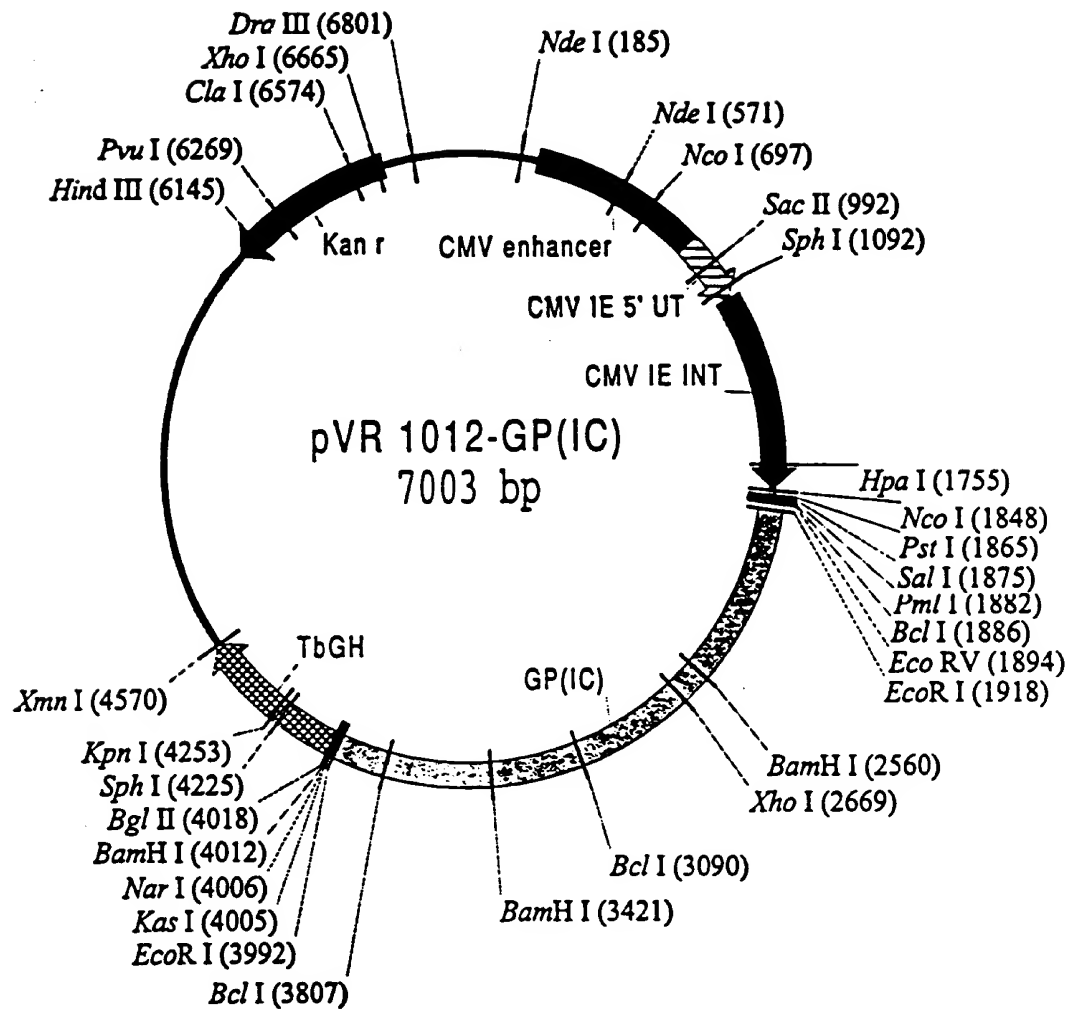 Dra III (6801)
Xho I (6665)
Cla I (6574)
Pvu I (6269)
Hind III (6145)
Nde I (185)
Nde I (571)
Nco I (697)
Sac II (992)
Sph I (1092)
Kan r
CMV enhancer
CMV IE 5' UT
CMV IE INT
pVR 1012-GP(IC)
7003 bp
Hpa I (1755)
Nco I (1848)
Pst I (1865)
Sal I (1875)
Pml I (1882)
Bcl I (1886)
Eco RV (1894)
EcoR I (1918)
TbGH
GP(IC)
Xmn I (4570)
Kpn I (4253)
Sph I (4225)
Bgl II (4018)
BamH I (4012)
Nar I (4006)
Kas I (4005)
EcoR I (3992)
Bcl I (3807)
BamH I (2560)
Xho I (2669)
Bcl I (3090)
BamH I (3421)